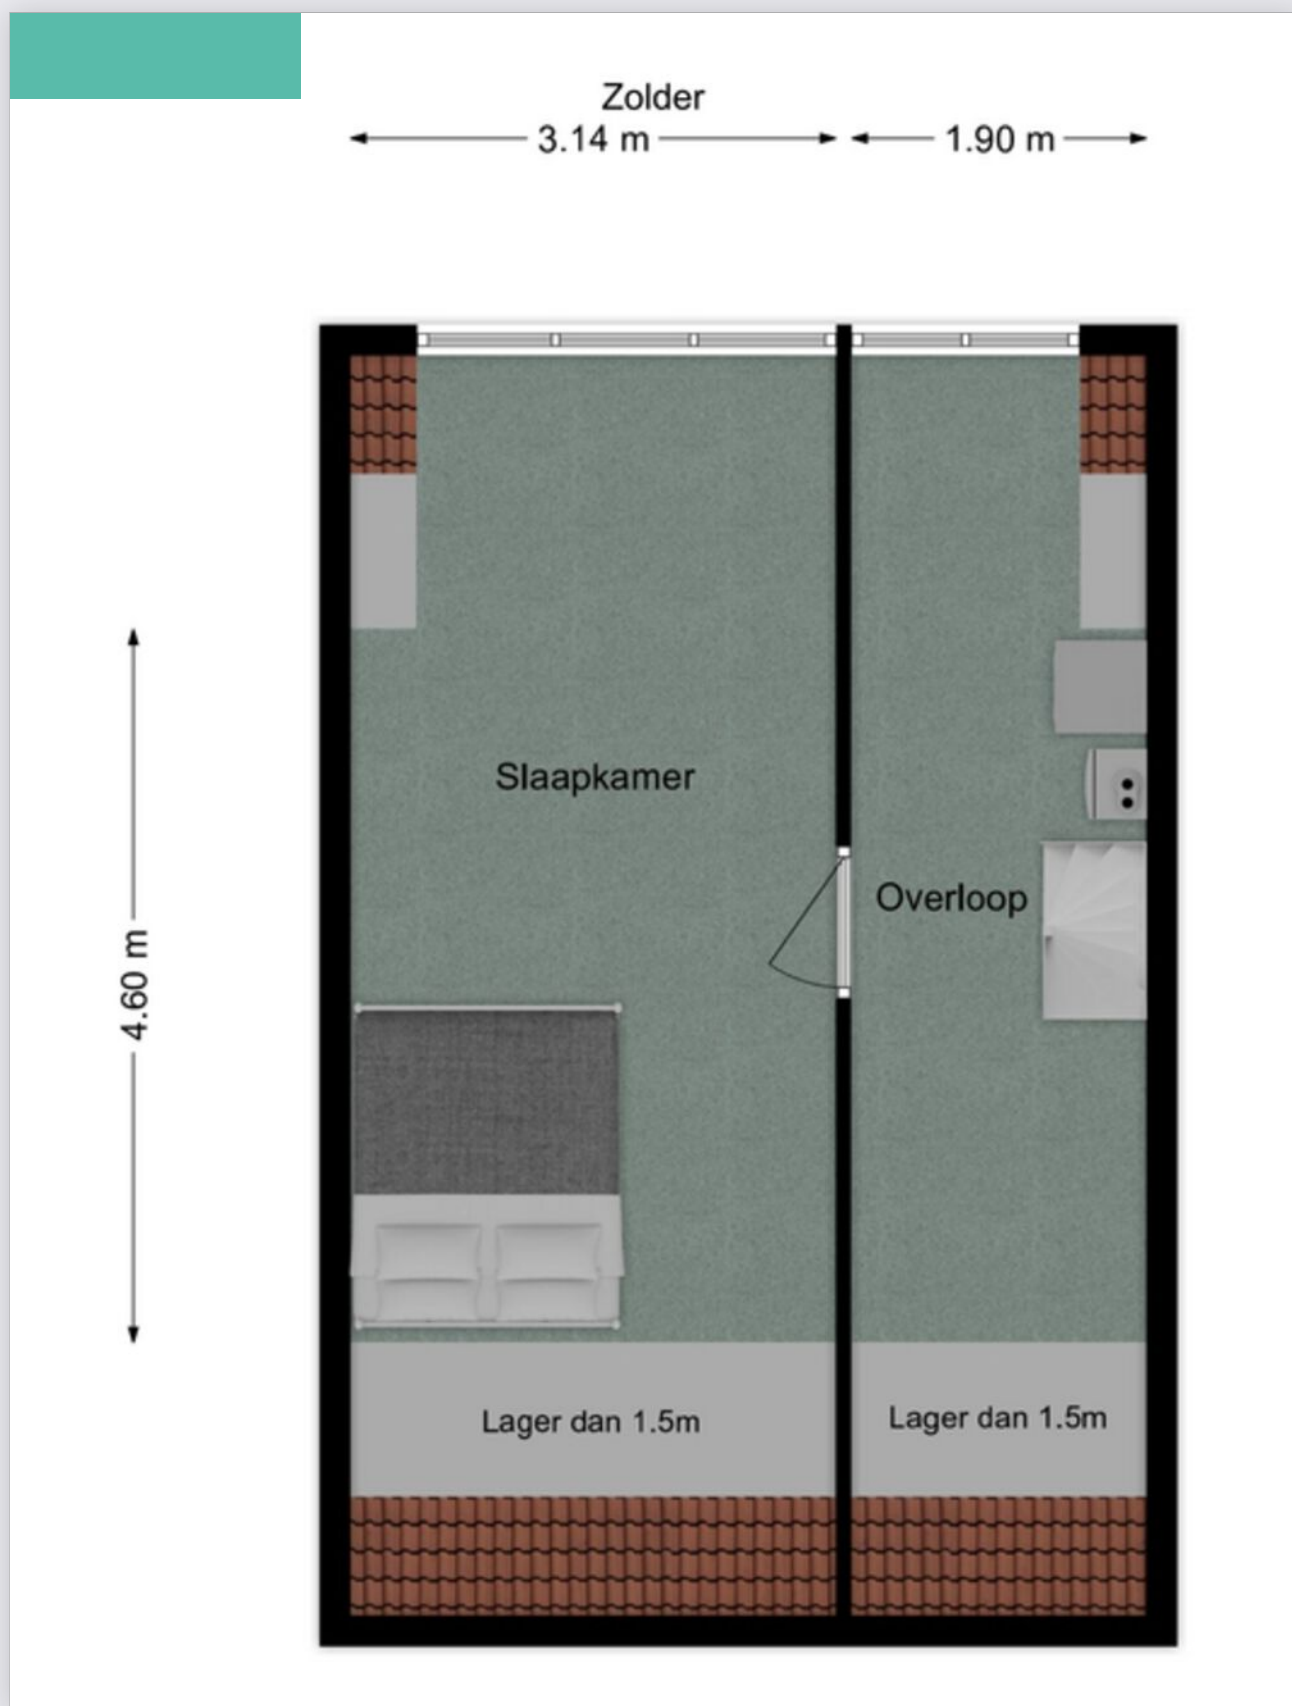 Zolder
3.14 m
1.90 m
Slaapkamer
Overloop
4.60 m
Lager dan 1.5m
Lager dan 1.5m